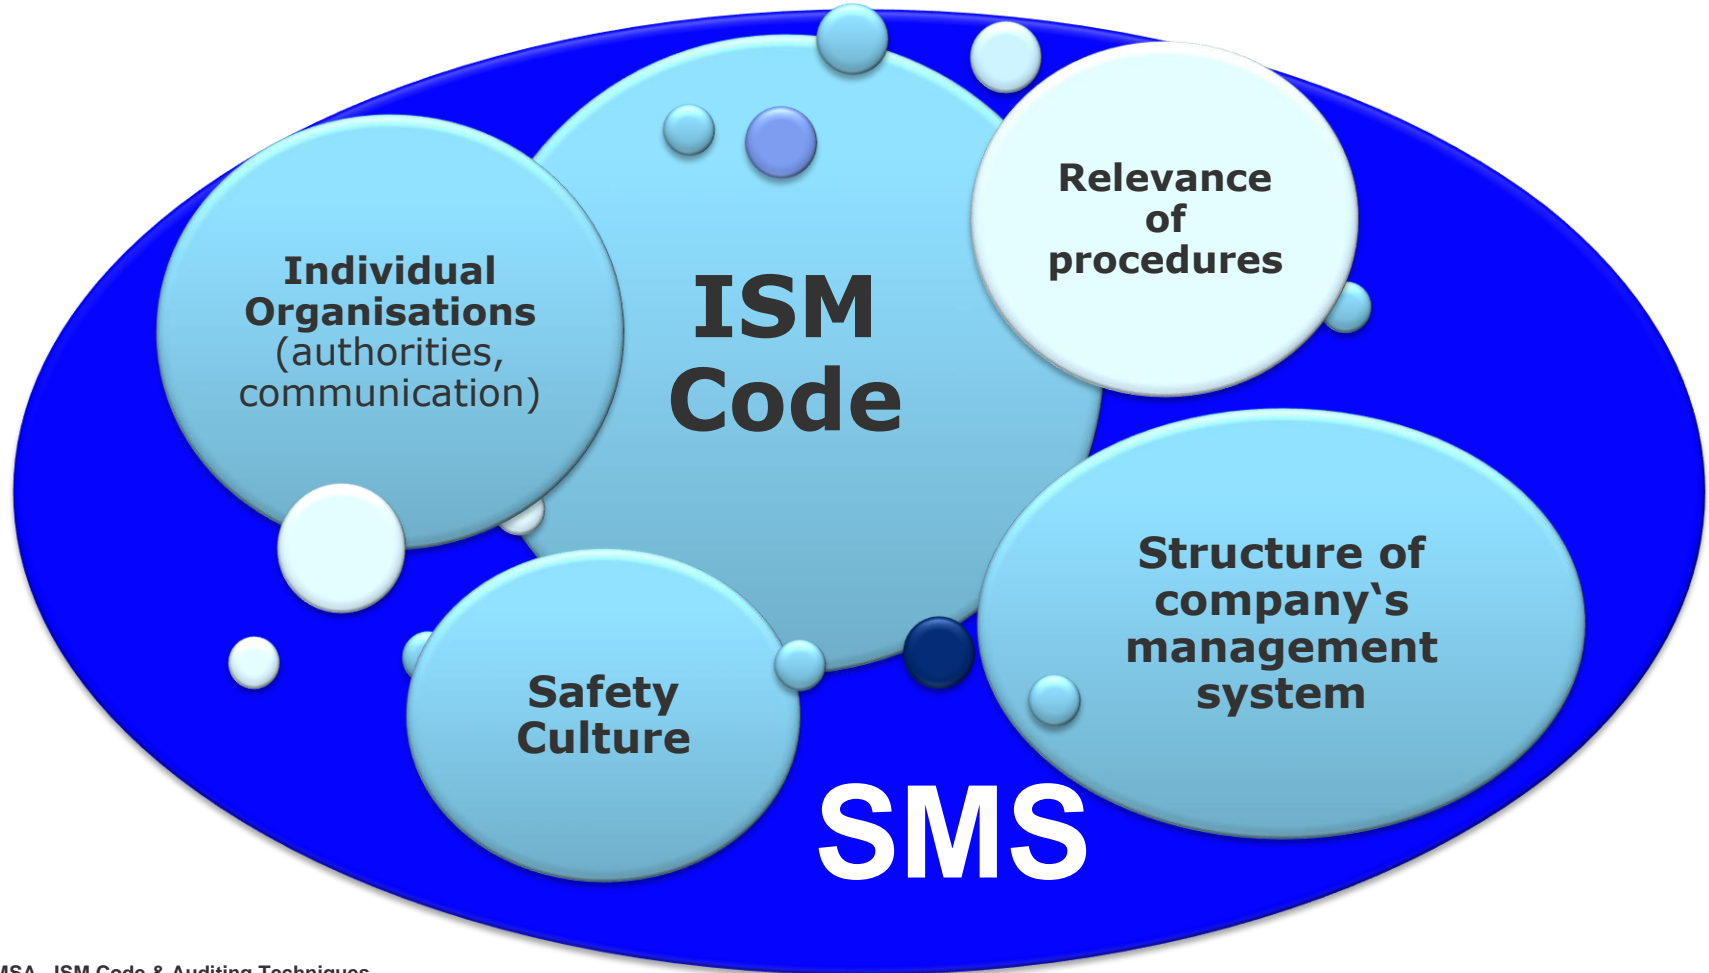 Individual
Organisations
(authorities,
communication)
ISM
Code
Relevance
of
procedures
Structure of
company‘s
management
system
Safety
Culture
SMS
ISM Code & Auditing Techniques